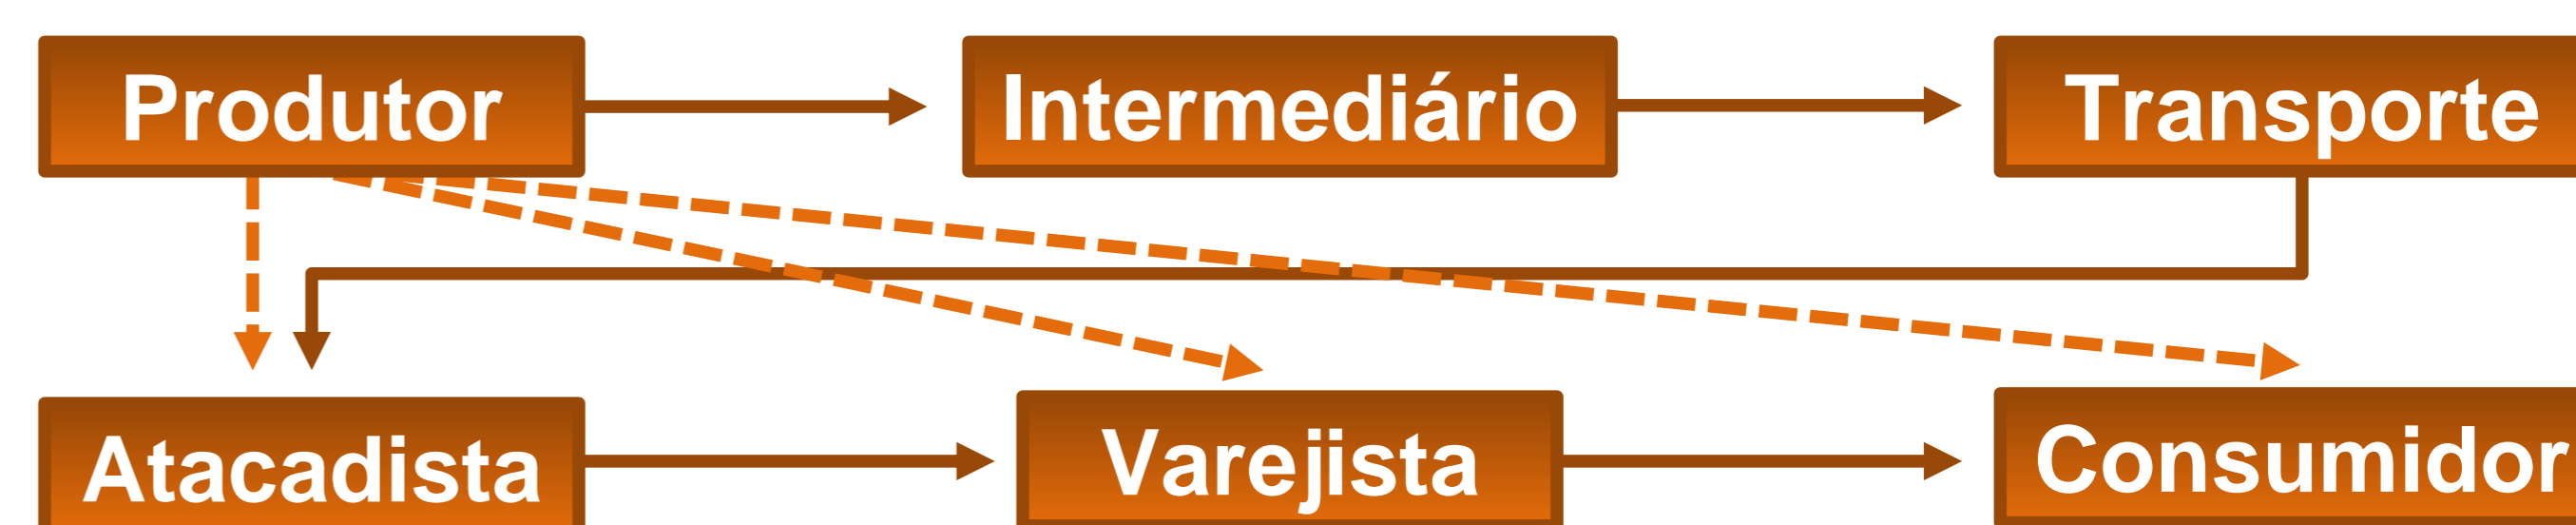 Produtor
Intermediário
Transporte
Atacadista
Varejista
Consumidor